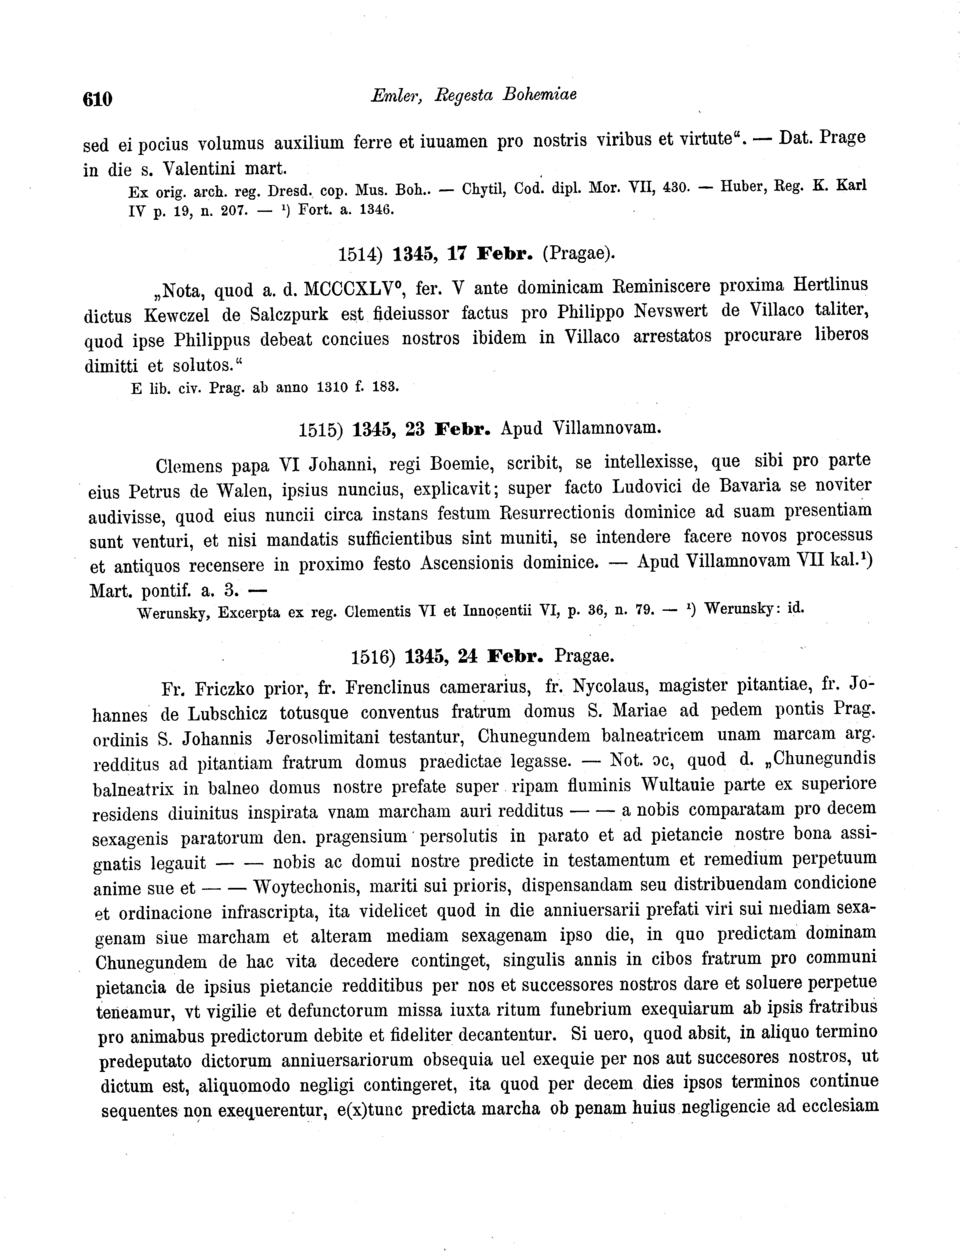 610
Emler, Regesta Bohemiae
sed ei pocius volumus auxilium ferre et iuuamen pro nostris viribus et virtute“. — Dat. Prage
in die s. Valentini mart.
Ex orig. arch. reg. Dresd. cop. Mus. Boh.. — Chytil, Cod. dipl. Mor. VII, 430. — Huber, Reg. K. Karl
IV p. 19, n. 207. — ¹) Fort. a. 1346.
1514) 1345, 17 Febr. (Pragae).
„Nota, quod a. d. MCCCXLV⁰, fer. V ante dominicam Reminiscere proxima Hertlinus
dictus Kewczel de Salczpurk est fideiussor factus pro Philippo Nevswert de Villaco taliter,
quod ipse Philippus debeat conciues nostros ibidem in Villaco arrestatos procurare liberos
dimitti et solutos.“
E lib. civ. Prag. ab anno 1310 f. 183.
1515) 1345, 23 Febr. Apud Villamnovam.
Clemens papa VI Johanni, regi Boemie, scribit, se intellexisse, que sibi pro parte
eius Petrus de Walen, ipsius nuncius, explicavit; super facto Ludovici de Bavaria se noviter
audivisse, quod eius nuncii circa instans festum Resurrectionis dominice ad suam presentiam
sunt venturi, et nisi mandatis sufficientibus sint muniti, se intendere facere novos processus
et antiquos recensere in proximo festo Ascensionis dominice. — Apud Villamnovam VII kal.¹)
Mart. pontif. a. 3. —
Werunsky, Excerpta ex reg. Clementis VI et Innocentii VI, p. 36, n. 79. — ¹) Werunsky: id.
1516) 1345, 24 Febr. Pragae.
Fr. Friczko prior, fr. Frenclinus camerarius, fr. Nycolaus, magister pitantiae, fr. Jo-
hannes de Lubschicz totusque conventus fratrum domus S. Mariae ad pedem pontis Prag.
ordinis S. Johannis Jerosolimitani testantur, Chunegundem balneatricem unam marcam arg.
redditus ad pitantiam fratrum domus praedictae legasse. — Not. ɔc, quod d. „Chunegundis
balneatrix in balneo domus nostre prefate super ripam fluminis Wultauie parte ex superiore
residens diuinitus inspirata vnam marcham auri redditus — — a nobis comparatam pro decem
sexagenis paratorum den. pragensium persolutis in parato et ad pietancie nostre bona assi-
gnatis legauit — — nobis ac domui nostre predicte in testamentum et remedium perpetuum
anime sue et — — Woytechonis, mariti sui prioris, dispensandam seu distribuendam condicione
et ordinacione infrascripta, ita videlicet quod in die anniuersarii prefati viri sui mediam sexa-
genam siue marcham et alteram mediam sexagenam ipso die, in quo predictam dominam
Chunegundem de hac vita decedere continget, singulis annis in cibos fratrum pro communi
pietancia de ipsius pietancie redditibus per nos et successores nostros dare et soluere perpetue
teneamur, vt vigilie et defunctorum missa iuxta ritum funebrium exequiarum ab ipsis fratribus
pro animabus predictorum debite et fideliter decantentur. Si uero, quod absit, in aliquo termino
predeputato dictorum anniuersariorum obsequia uel exequie per nos aut succesores nostros, ut
dictum est, aliquomodo negligi contingeret, ita quod per decem dies ipsos terminos continue
sequentes non exequerentur, e(x)tunc predicta marcha ob penam huius negligencie ad ecclesiam